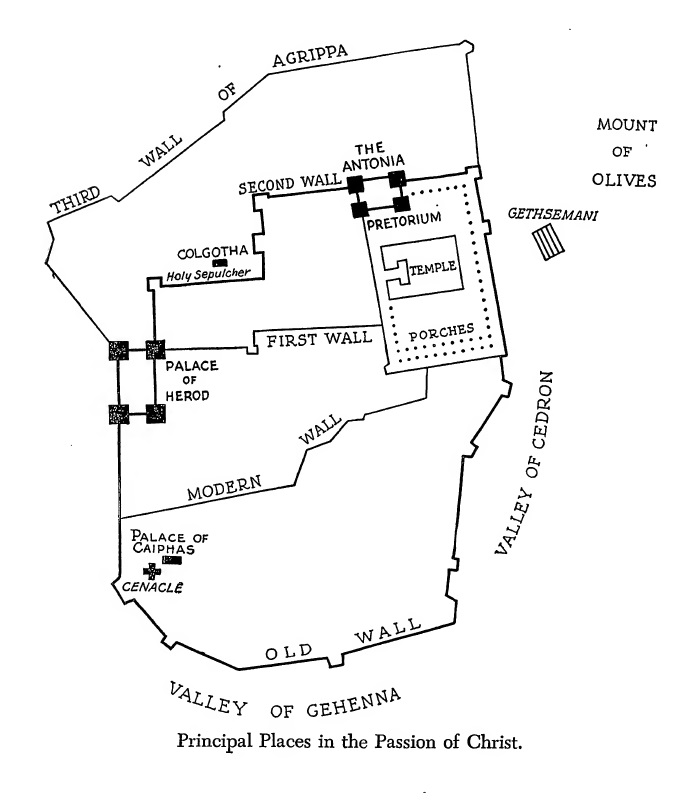 THIRD WALL OF AGRIPPA
MOUNT
OF
OLIVES
THE
ANTONIA
SECOND WALL
PRETORIUM
GETHSEMANI
COLGOTHA
Holy Sepulcher
TEMPLE
FIRST WALL
PORCHES
PALACE
OF
HEROD
VALLEY OF CEDRON
MODERN WALL
PALACE OF
CAIPHAS
CENACLE
OLD WALL
VALLEY OF GEHENNA
Principal Places in the Passion of Christ.